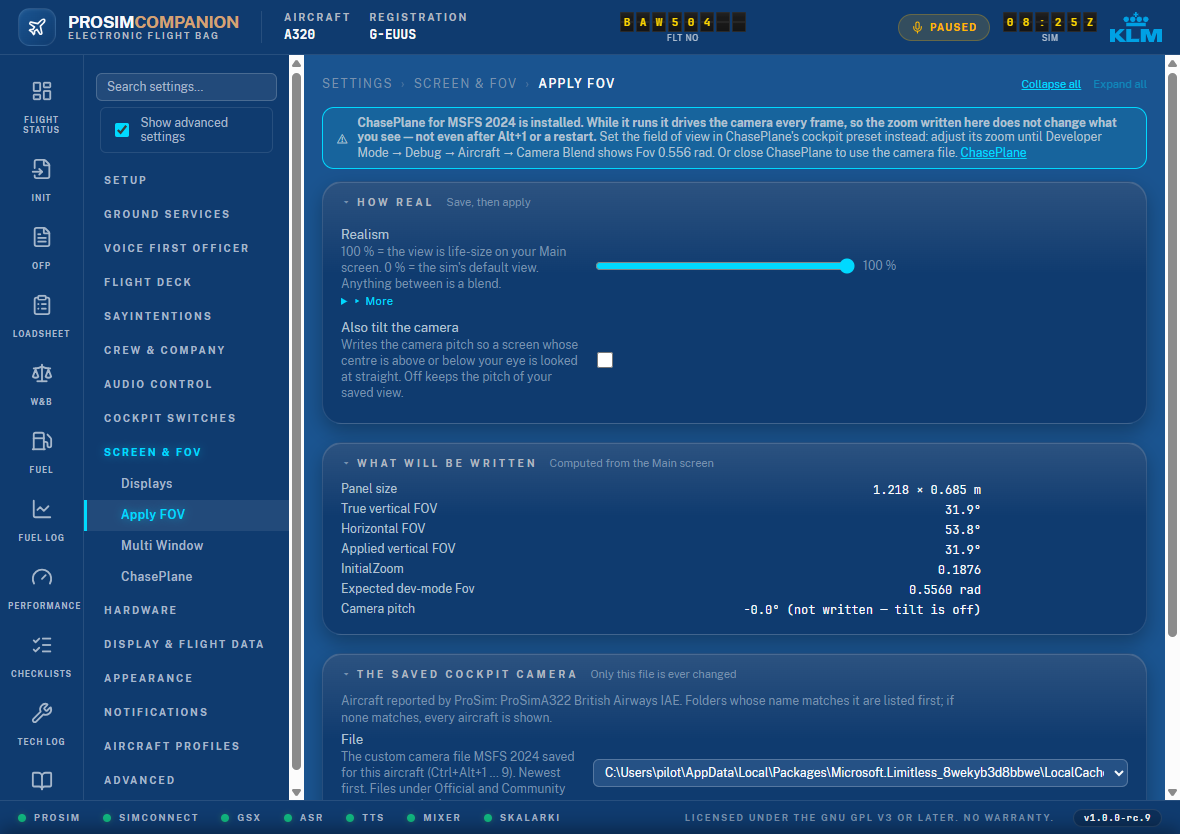 PROSIMCOMPANION
ELECTRONIC FLIGHT BAG
AIRCRAFT
A320
REGISTRATION
G-EUUS
BAW504
FLT NO
PAUSED
08:25Z
SIM
KLM
FLIGHT STATUS
INIT
OFP
LOADSHEET
W&B
FUEL
FUEL LOG
PERFORMANCE
CHECKLISTS
TECH LOG
Search settings...
Show advanced settings
SETUP
GROUND SERVICES
VOICE FIRST OFFICER
FLIGHT DECK
SAYINTENTIONS
CREW & COMPANY
AUDIO CONTROL
COCKPIT SWITCHES
SCREEN & FOV
Displays
Apply FOV
Multi Window
ChasePlane
HARDWARE
DISPLAY & FLIGHT DATA
APPEARANCE
NOTIFICATIONS
AIRCRAFT PROFILES
ADVANCED
SETTINGS › SCREEN & FOV › APPLY FOV
Collapse all Expand all
ChasePlane for MSFS 2024 is installed. While it runs it drives the camera every frame, so the zoom written here does not change what
you see — not even after Alt+1 or a restart. Set the field of view in ChasePlane's cockpit preset instead: adjust its zoom until Developer
Mode → Debug → Aircraft → Camera Blend shows Fov 0.556 rad. Or close ChasePlane to use the camera file. ChasePlane
HOW REAL Save, then apply
Realism
100 % = the view is life-size on your Main
screen. 0 % = the sim's default view.
Anything between is a blend.
More
100 %
Also tilt the camera
Writes the camera pitch so a screen whose
centre is above or below your eye is looked
at straight. Off keeps the pitch of your
saved view.
WHAT WILL BE WRITTEN Computed from the Main screen
Panel size 1.218 × 0.685 m
True vertical FOV 31.9°
Horizontal FOV 53.8°
Applied vertical FOV 31.9°
InitialZoom 0.1876
Expected dev-mode Fov 0.5560 rad
Camera pitch -0.0° (not written — tilt is off)
THE SAVED COCKPIT CAMERA Only this file is ever changed
Aircraft reported by ProSim: ProSimA322 British Airways IAE. Folders whose name matches it are listed first; if
none matches, every aircraft is shown.
File
The custom camera file MSFS 2024 saved
for this aircraft (Ctrl+Alt+1 … 9). Newest
first. Files under Official and Community
C:\Users\pilot\AppData\Local\Packages\Microsoft.Limitless_8wekyb3d8bbwe\LocalCache
PROSIM
SIMCONNECT
GSX
ASR
TTS
MIXER
SKALARKI
LICENSED UNDER THE GNU GPL V3 OR LATER. NO WARRANTY.
v1.0.0-rc.9